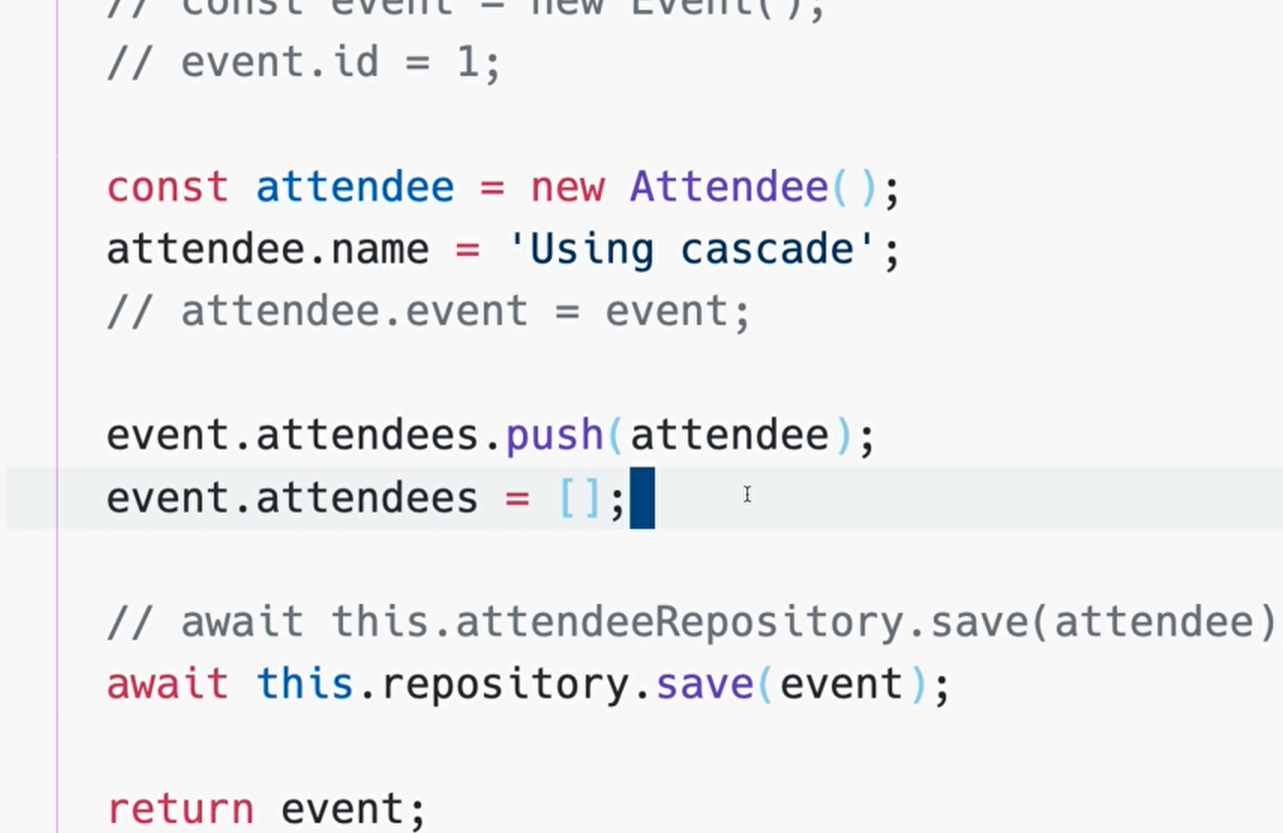 // const event = new Event();
// event.id = 1;
const attendee = new Attendee();
attendee.name = 'Using cascade';
// attendee.event = event;
event.attendees.push(attendee);
event.attendees = [];
// await this.attendeeRepository.save(attendee)
await this.repository.save(event);
return event;